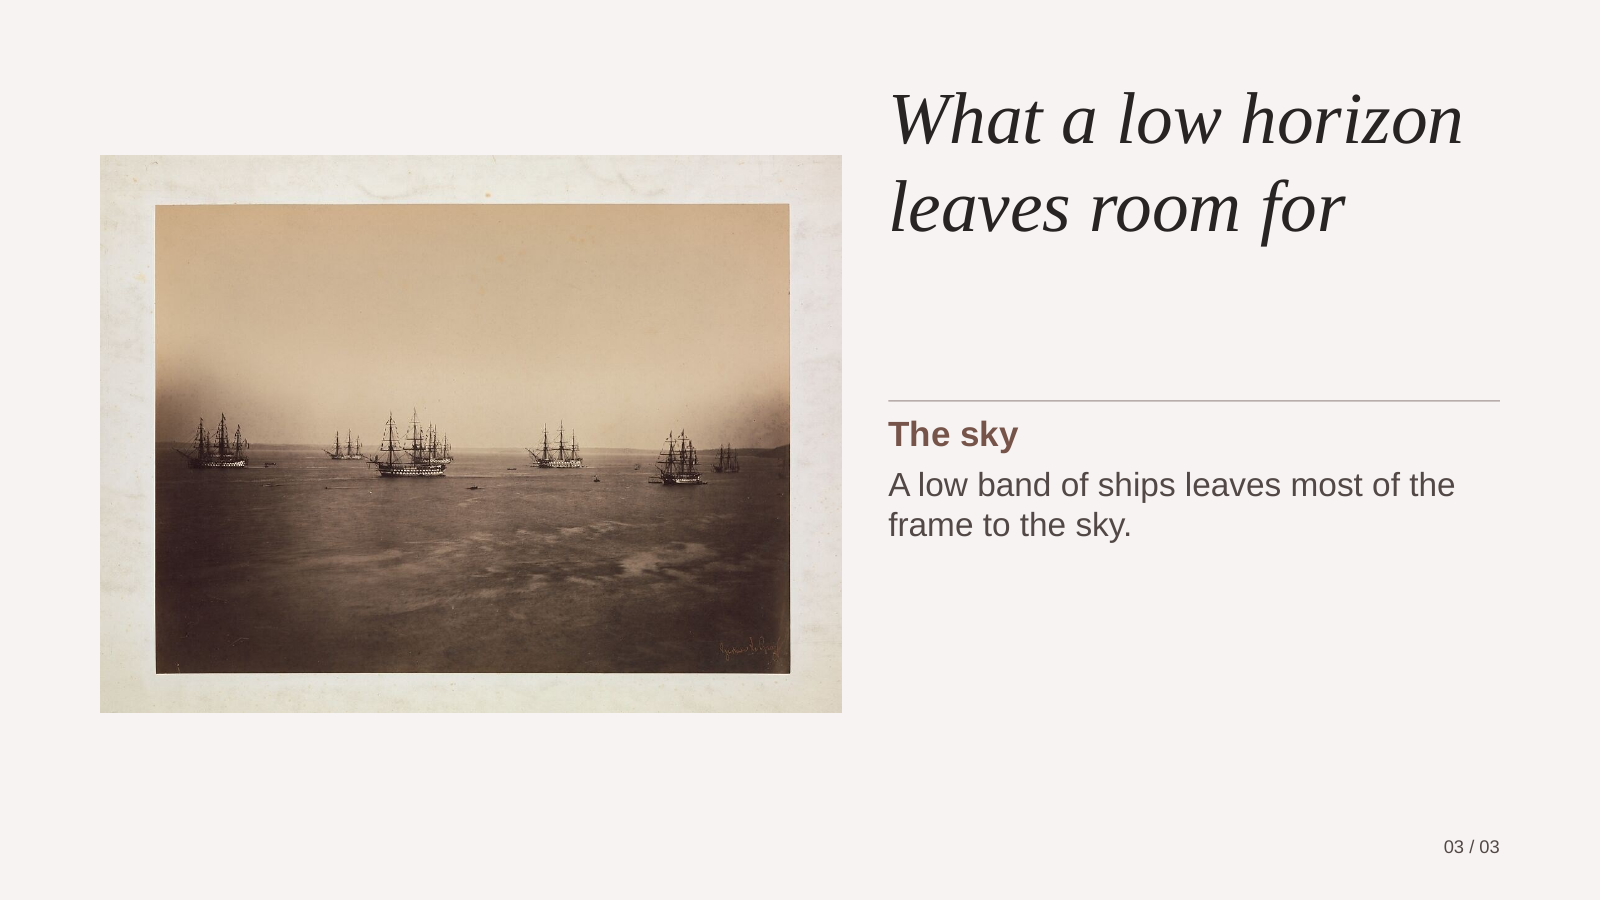 What a low horizon
leaves room for
The sky
A low band of ships leaves most of the
frame to the sky.
03 / 03